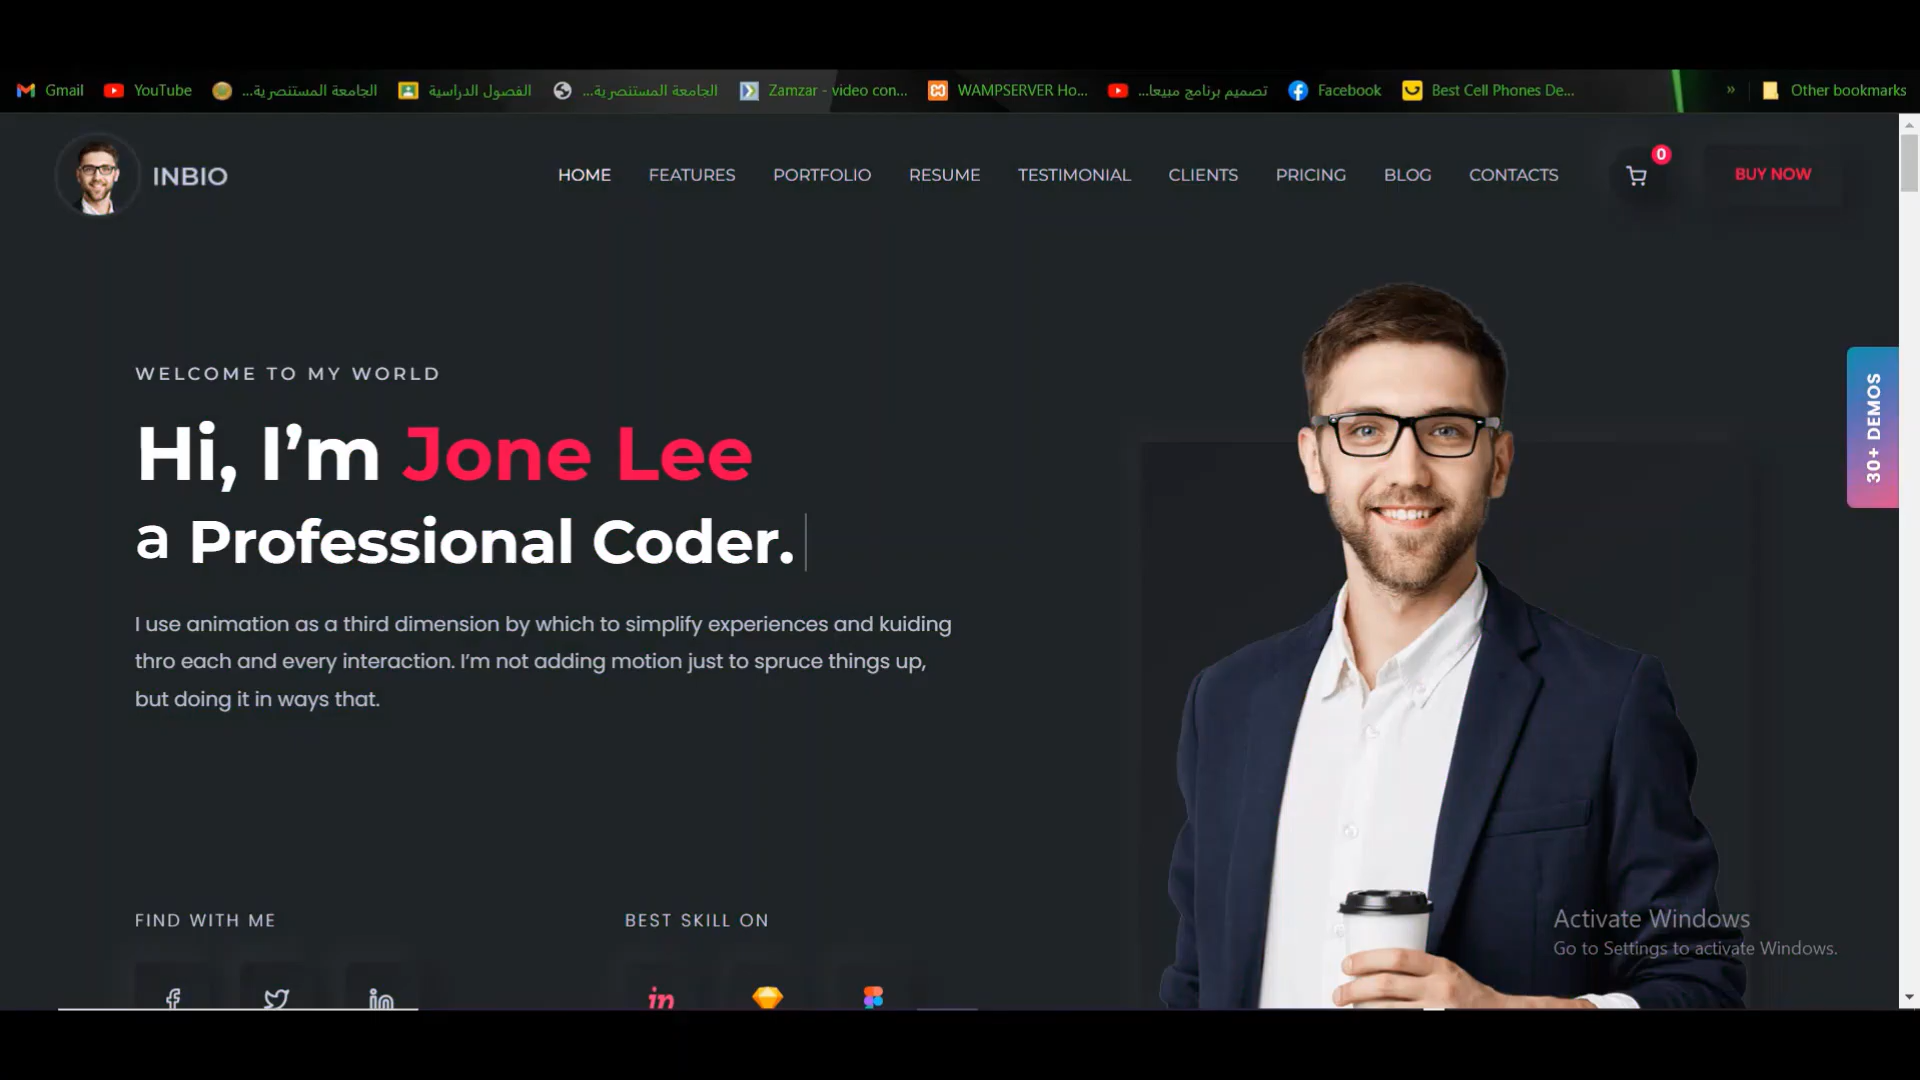 Gmail YouTube الجامعة المستنصرية... الفصول الدراسية الجامعة المستنصرية... Zamzar - video con... WAMPSERVER Ho... تصميم برنامج مبيعا... Facebook Best Cell Phones De... » Other bookmarks
INBIO HOME FEATURES PORTFOLIO RESUME TESTIMONIAL CLIENTS PRICING BLOG CONTACTS 0 BUY NOW
WELCOME TO MY WORLD
Hi, I’m Jone Lee
a Professional Coder.
30+ DEMOS
I use animation as a third dimension by which to simplify experiences and kuiding
thro each and every interaction. I’m not adding motion just to spruce things up,
but doing it in ways that.
FIND WITH ME BEST SKILL ON
Activate Windows
Go to Settings to activate Windows.